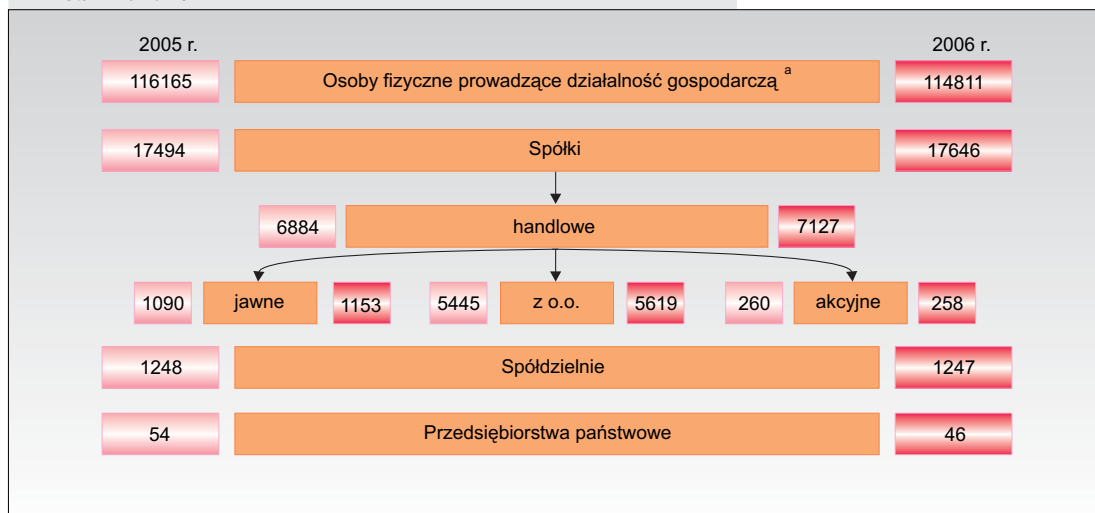 2005 r. 2006 r.
116165 Osoby fizyczne prowadzące działalność gospodarczą a 114811
17494 Spółki 17646
6884 handlowe 7127
1090 jawne 1153 5445 z o.o. 5619 260 akcyjne 258
1248 Spółdzielnie 1247
54 Przedsiębiorstwa państwowe 46